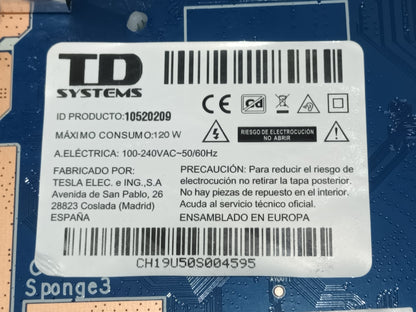 TD
SYSTEMS
ID PRODUCTO:10520209
MÁXIMO CONSUMO:120 W
RIESGO DE ELECTROCUCIÓN
NO ABRIR
A.ELÉCTRICA: 100-240VAC~50/60Hz
FABRICADO POR:
TESLA ELEC. e ING.,S.A
Avenida de San Pablo, 26
28823 Coslada (Madrid)
ESPAÑA
PRECAUCIÓN: Para reducir el riesgo de
electrocución no retirar la tapa posterior.
No hay piezas de repuesto en el interior.
Acuda al servicio técnico oficial.
ENSAMBLADO EN EUROPA
CH19U50S004595
Sponge3